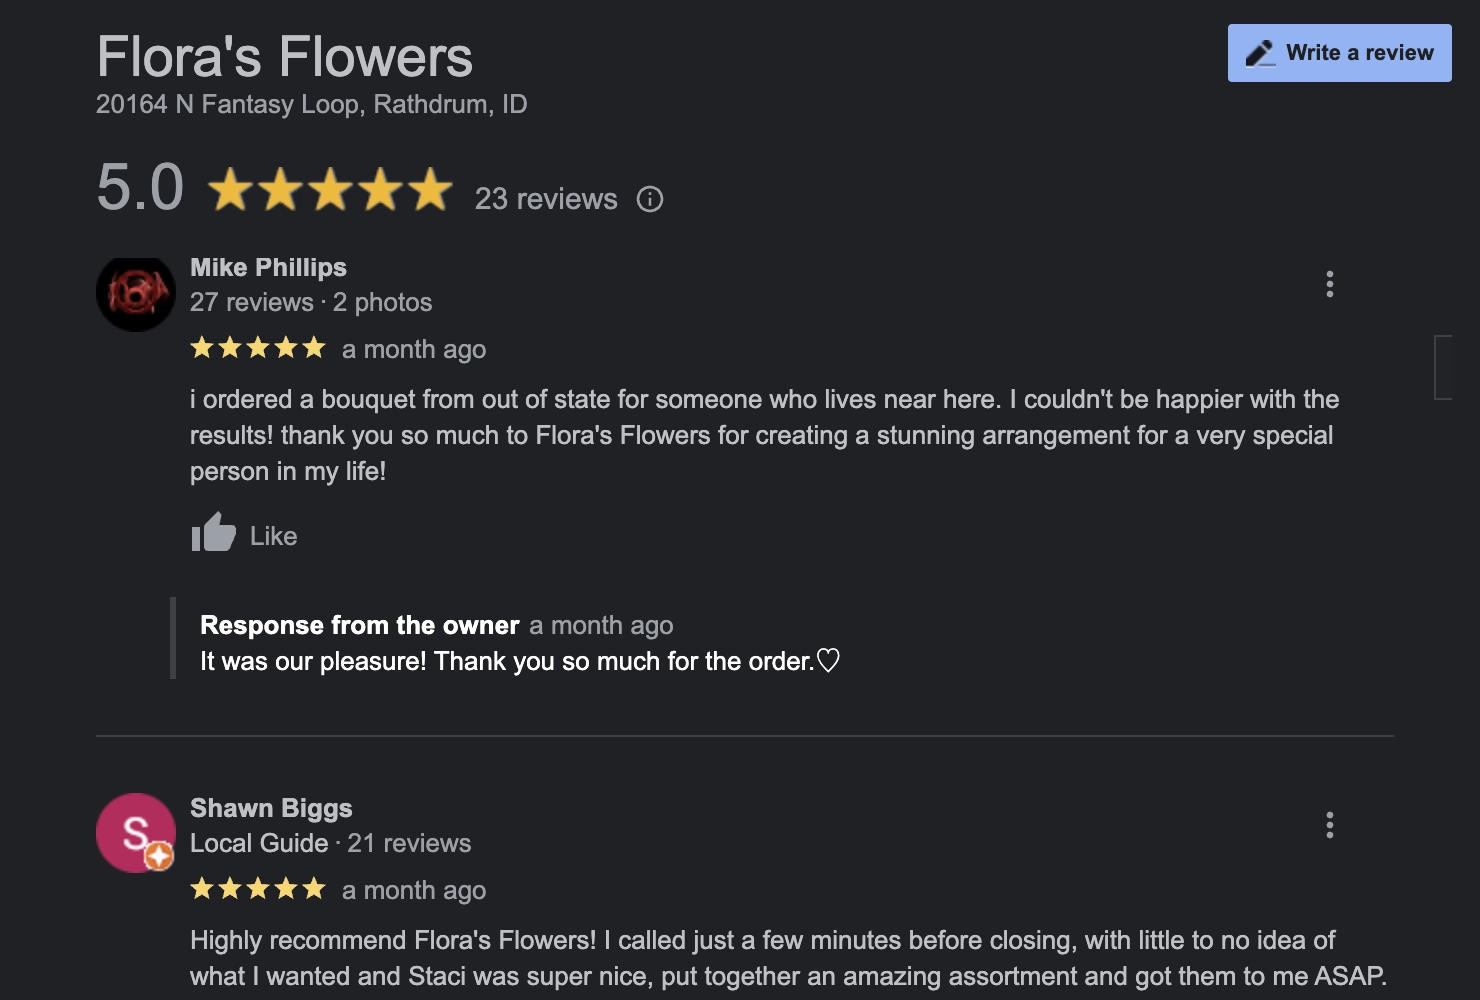 Flora's Flowers
Write a review
20164 N Fantasy Loop, Rathdrum, ID
5.0 23 reviews
Mike Phillips
27 reviews · 2 photos
a month ago
i ordered a bouquet from out of state for someone who lives near here. I couldn't be happier with the
results! thank you so much to Flora's Flowers for creating a stunning arrangement for a very special
person in my life!
Like
Response from the owner a month ago
It was our pleasure! Thank you so much for the order.♡
S
Shawn Biggs
Local Guide · 21 reviews
a month ago
Highly recommend Flora's Flowers! I called just a few minutes before closing, with little to no idea of
what I wanted and Staci was super nice, put together an amazing assortment and got them to me ASAP.